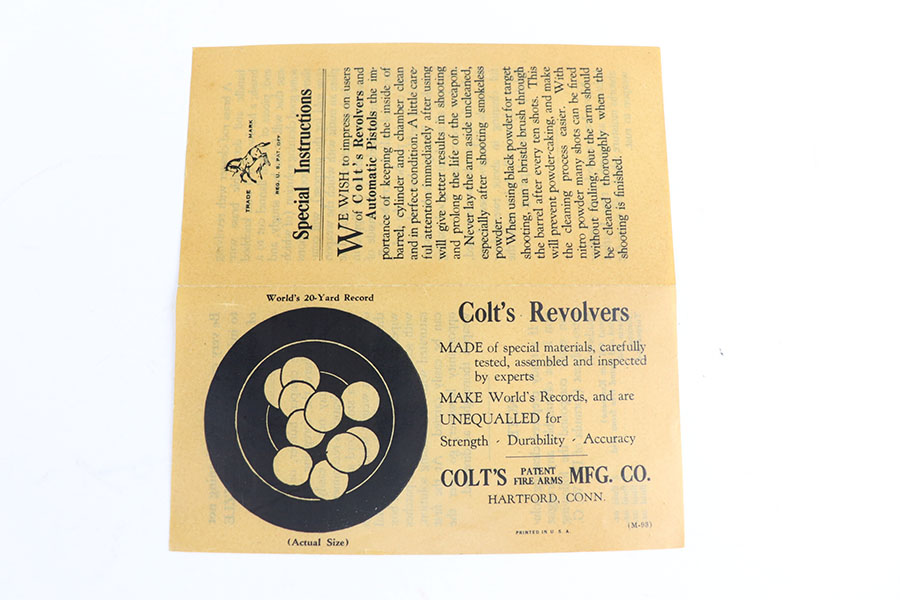 TRADE MARK
REG. U. S. PAT. OFF.
Special Instructions
WE WISH to impress on users
of Colt's Revolvers and
Automatic Pistols the im-
portance of keeping the inside of
barrel, cylinder and chamber clean
and in perfect condition. A little care-
ful attention immediately after using
will give better results in shooting
and prolong the life of the weapon.
Never lay the arm aside uncleaned,
especially after shooting smokeless
powder.
When using black powder for target
shooting, run a bristle brush through
the barrel after every ten shots. This
will prevent powder-caking, and make
the cleaning process easier. With
nitro powder many shots can be fired
without fouling, but the arm should
be cleaned thoroughly when the
shooting is finished.
World's 20-Yard Record
(Actual Size)
Colt's Revolvers
MADE of special materials, carefully
tested, assembled and inspected
by experts
MAKE World's Records, and are
UNEQUALLED for
Strength - Durability - Accuracy
COLT'S PATENT FIRE ARMS MFG. CO.
HARTFORD, CONN.
PRINTED IN U. S. A.